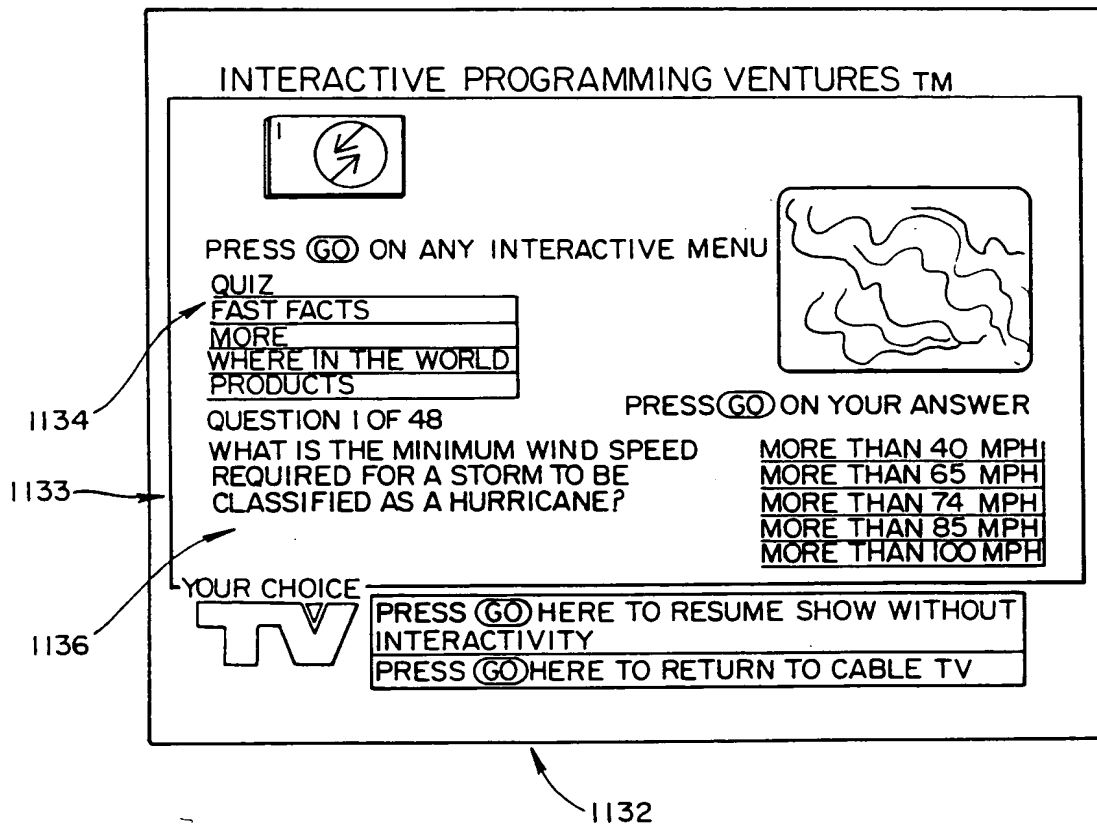 INTERACTIVE PROGRAMMING VENTURES TM
PRESS GO ON ANY INTERACTIVE MENU
QUIZ
FAST FACTS
MORE
WHERE IN THE WORLD
PRODUCTS
1134
QUESTION 1 OF 48
PRESS GO ON YOUR ANSWER
WHAT IS THE MINIMUM WIND SPEED
REQUIRED FOR A STORM TO BE
CLASSIFIED AS A HURRICANE?
MORE THAN 40 MPH
MORE THAN 65 MPH
MORE THAN 74 MPH
MORE THAN 85 MPH
MORE THAN 100 MPH
1133
YOUR CHOICE
TV
1136
PRESS GO HERE TO RESUME SHOW WITHOUT
INTERACTIVITY
PRESS GO HERE TO RETURN TO CABLE TV
1132